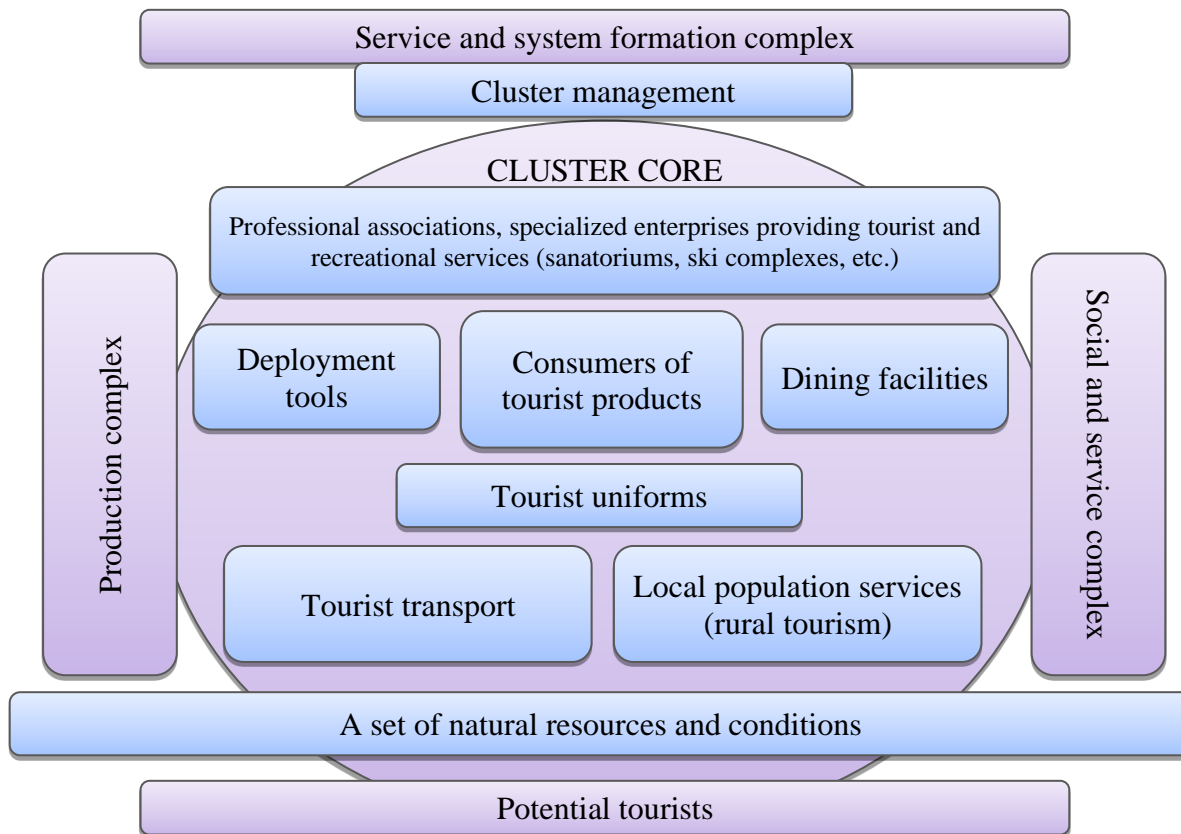 Service and system formation complex
Cluster management
CLUSTER CORE
Professional associations, specialized enterprises providing tourist and
recreational services (sanatoriums, ski complexes, etc.)
Production complex
Deployment
tools
Consumers of
tourist products
Dining facilities
Social and service complex
Tourist uniforms
Tourist transport
Local population services
(rural tourism)
A set of natural resources and conditions
Potential tourists